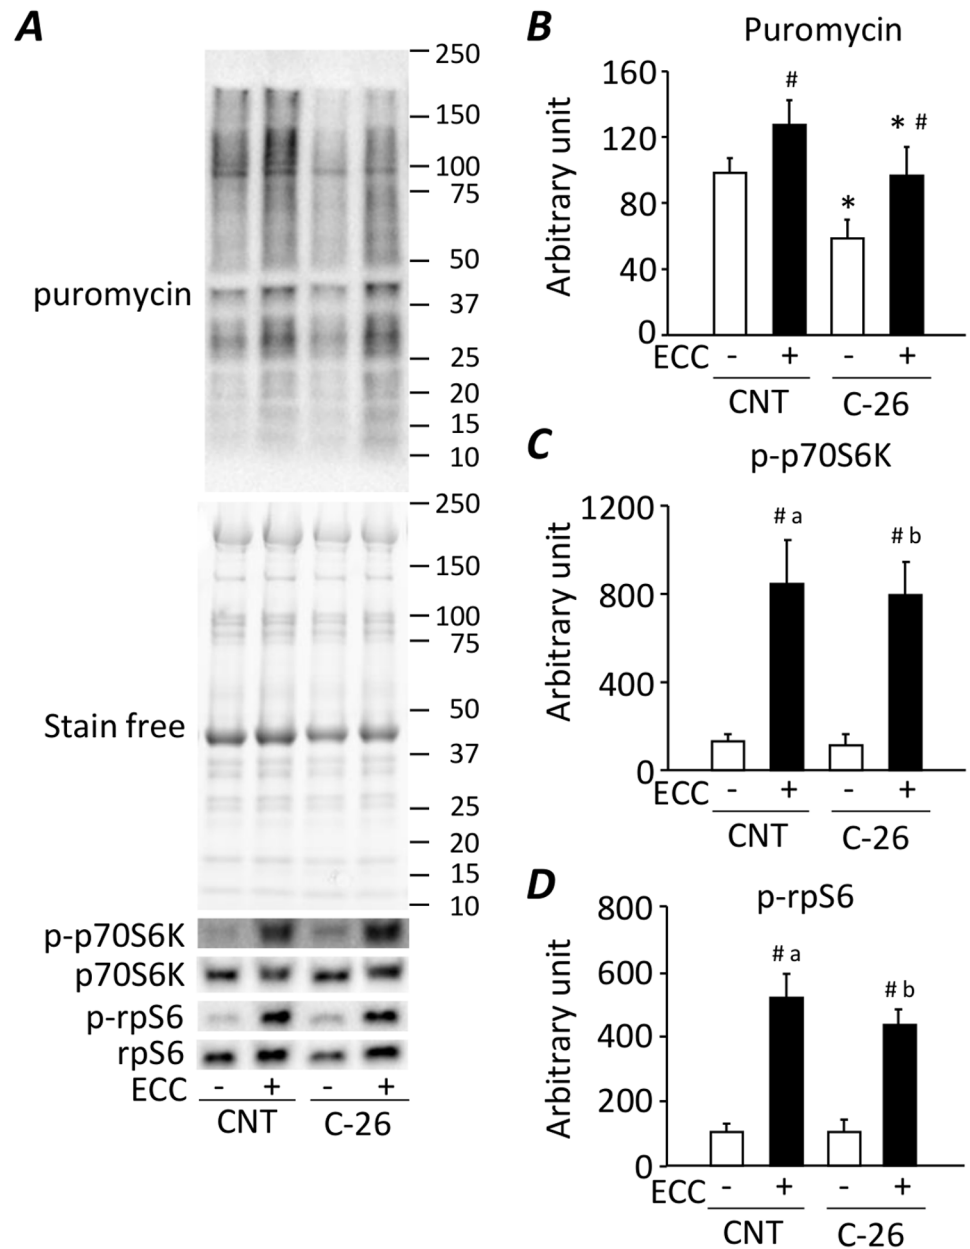 A
250
150
100
75
50
37
25
20
15
10
puromycin
250
150
100
75
50
37
25
20
15
10
Stain free
p-p70S6K
p70S6K
p-rpS6
rpS6
ECC - + - +
CNT C-26
B
Puromycin
Arbitrary unit
160
120
80
40
0
#
*
* #
ECC - + - +
CNT C-26
C
p-p70S6K
Arbitrary unit
1200
800
400
0
# a
# b
ECC - + - +
CNT C-26
D
p-rpS6
Arbitrary unit
800
600
400
200
0
# a
# b
ECC - + - +
CNT C-26